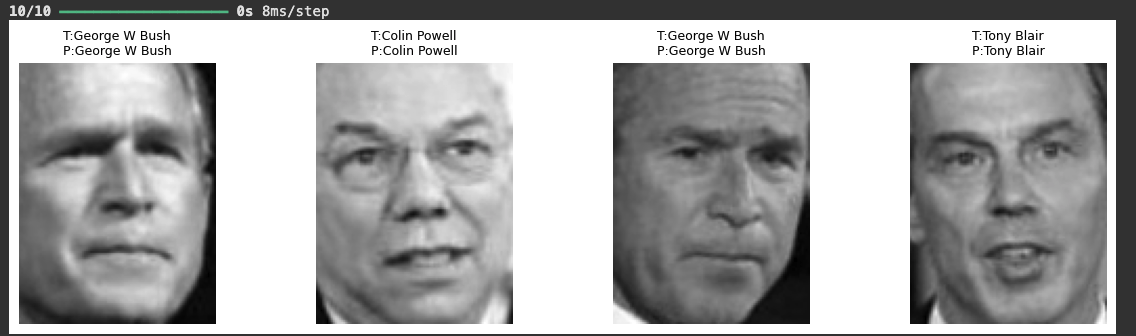 10/10 ━━━━━━━━━━━━━━━━━━━━ 0s 8ms/step
T:George W Bush
P:George W Bush
T:Colin Powell
P:Colin Powell
T:George W Bush
P:George W Bush
T:Tony Blair
P:Tony Blair